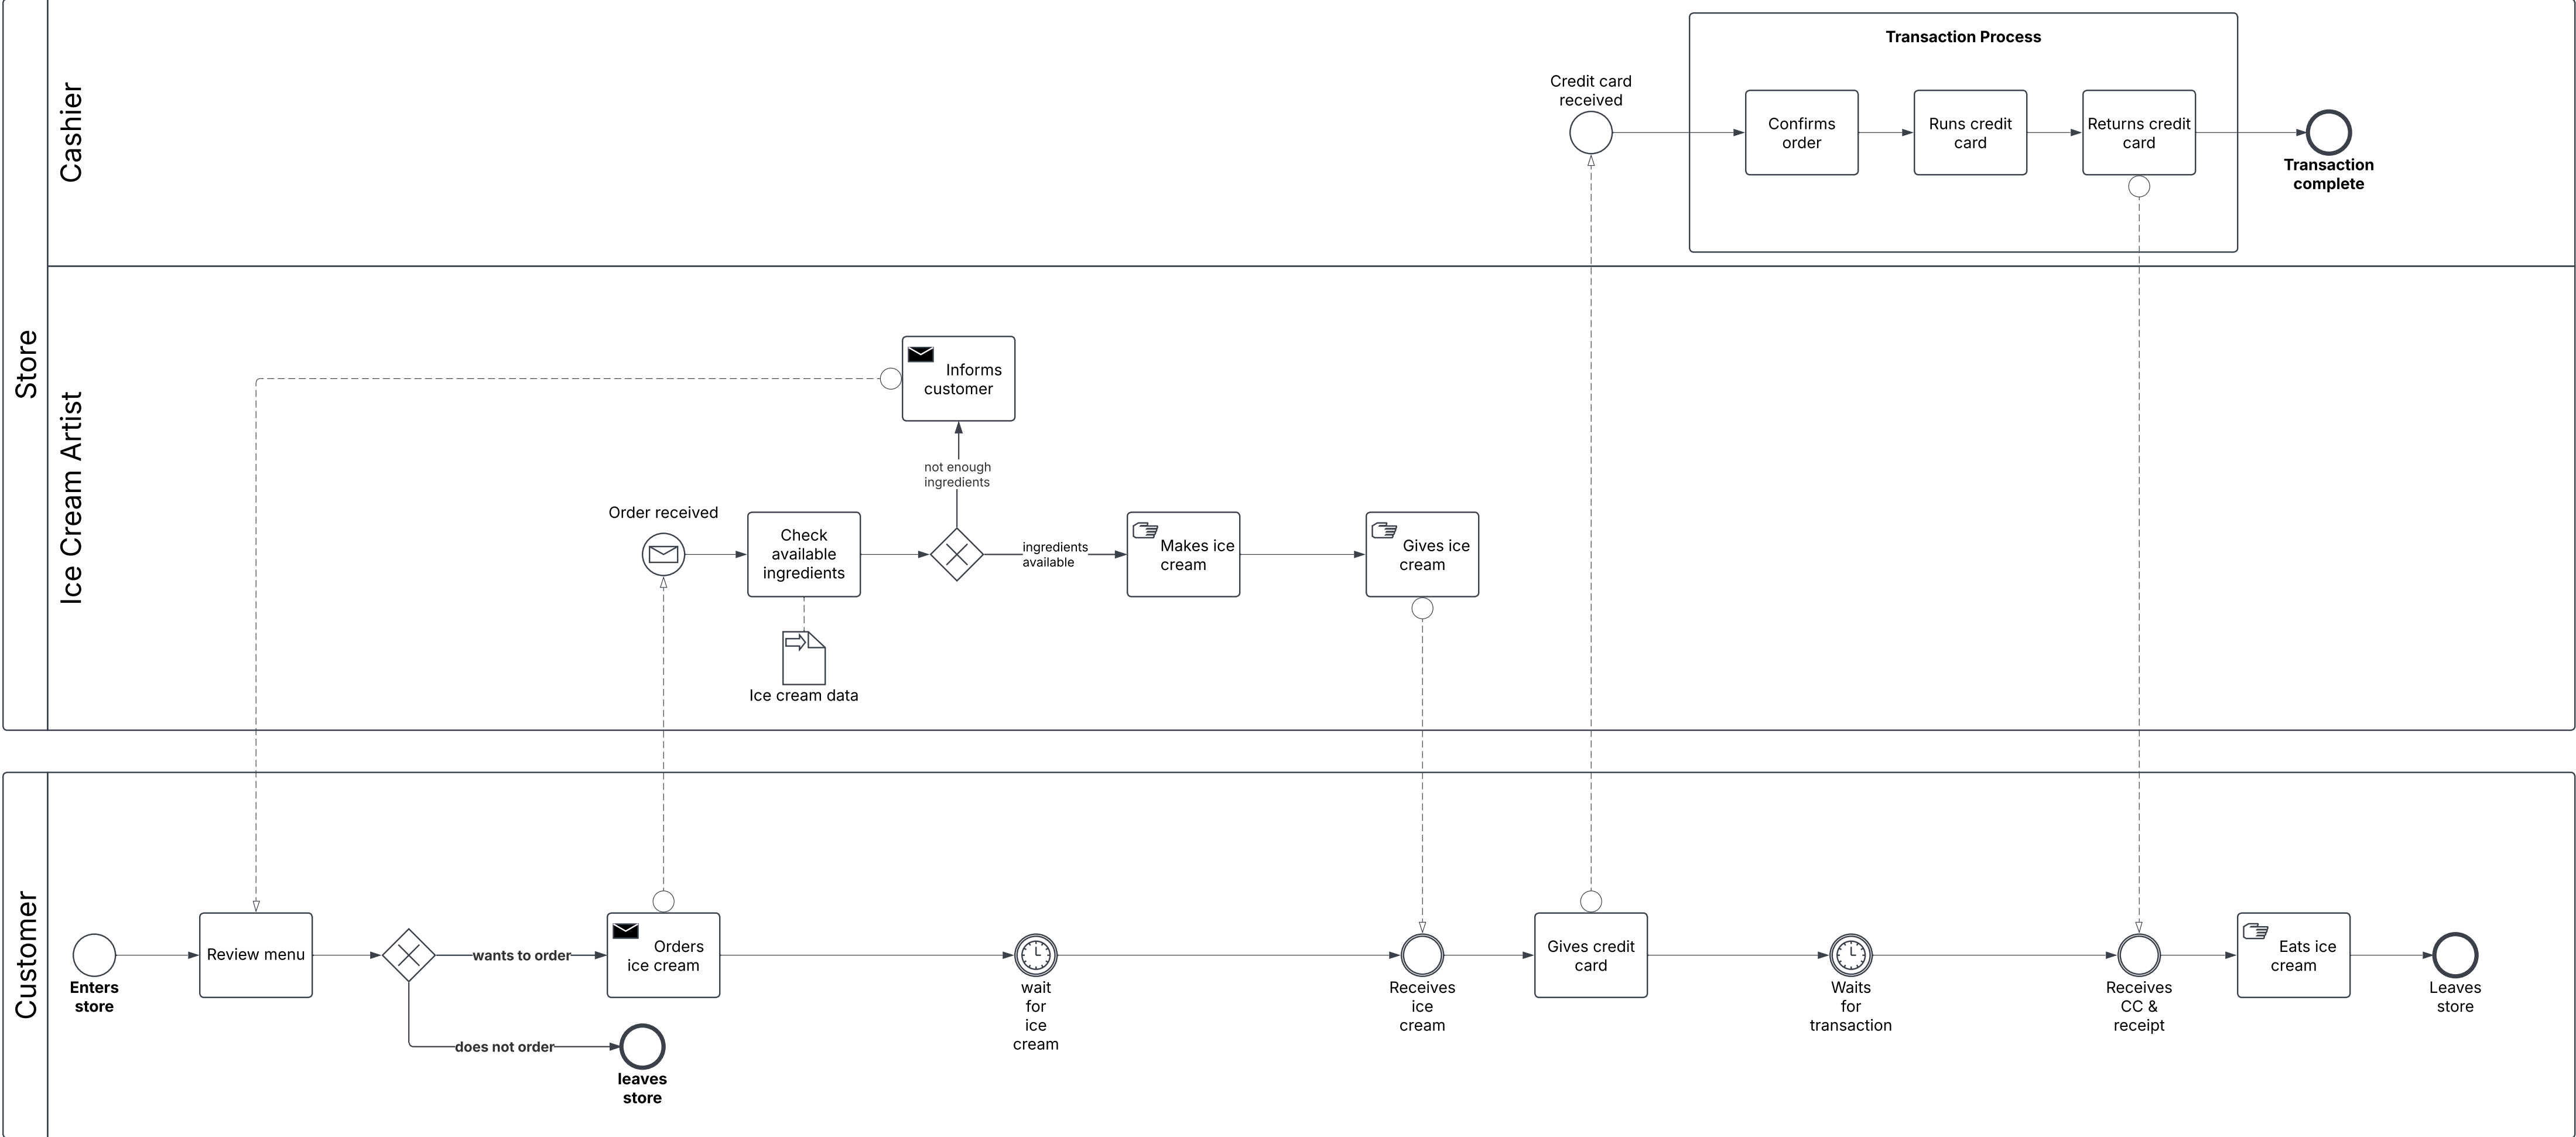 Store
Cashier
Credit card
received
Transaction Process
Confirms
order
Runs credit
card
Returns credit
card
Transaction
complete
Ice Cream Artist
Informs
customer
not enough
ingredients
Order received
Check
available
ingredients
ingredients
available
Makes ice
cream
Gives ice
cream
Ice cream data
Customer
Enters
store
Review menu
wants to order
does not order
leaves
store
Orders
ice cream
wait
for
ice
cream
Receives
ice
cream
Gives credit
card
Waits
for
transaction
Receives
CC &
receipt
Eats ice
cream
Leaves
store